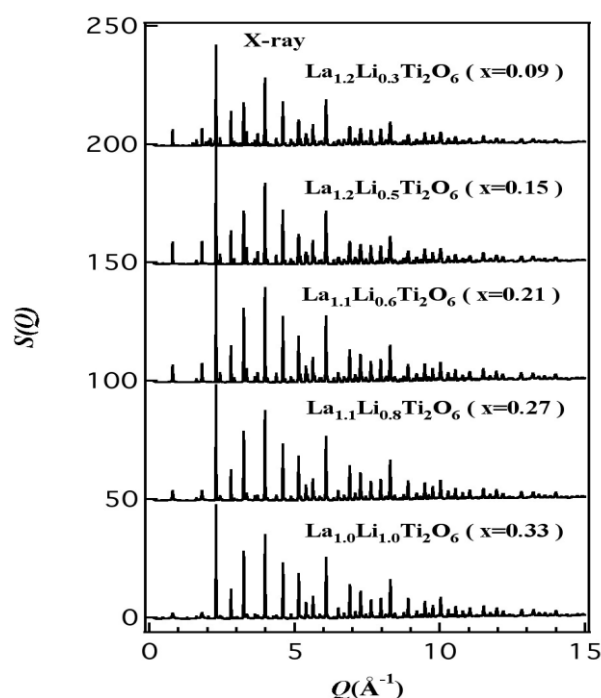 250
X-ray
La1.2Li0.3Ti2O6 ( x=0.09)
200
La1.2Li0.5Ti2O6 ( x=0.15)
150
La1.1Li0.6Ti2O6 ( x=0.21)
S(Q)
100
La1.1Li0.8Ti2O6 ( x=0.27)
50
La1.0Li1.0Ti2O6 ( x=0.33)
0
0 5 10 15
Q(Å-1)